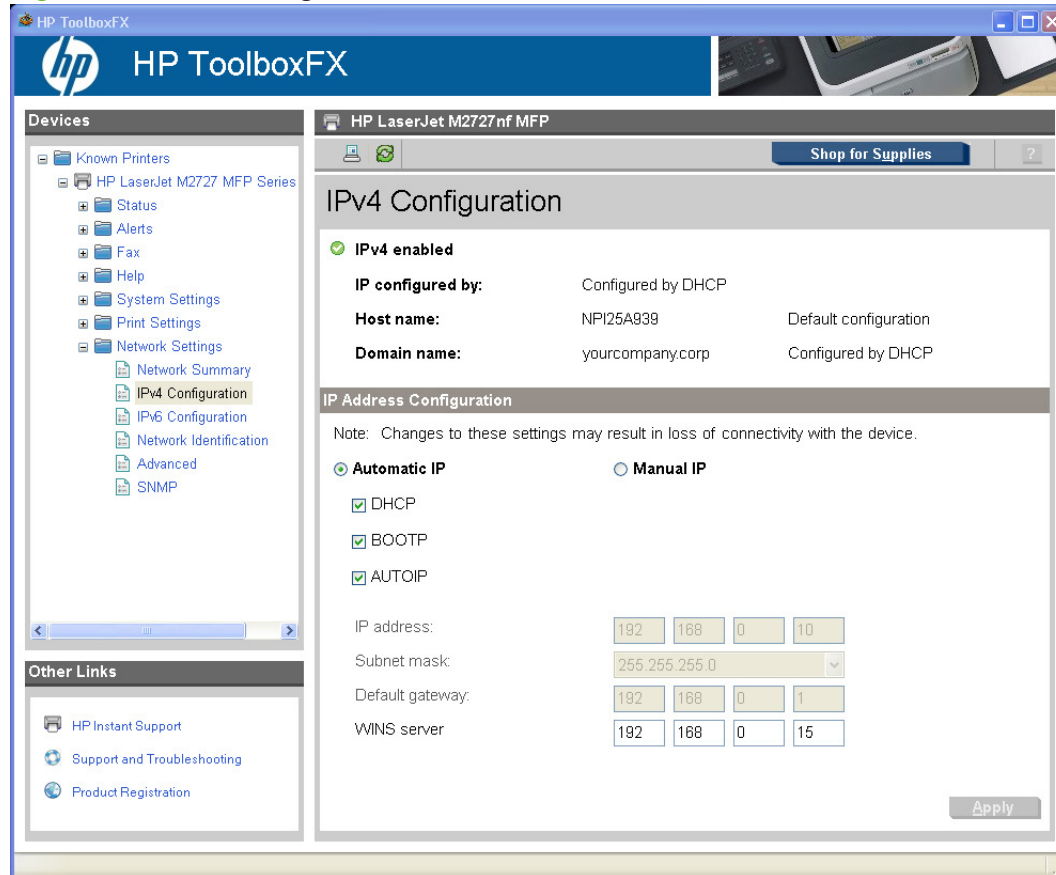 HP ToolboxFX
hp HP ToolboxFX
Devices
Known Printers
HP LaserJet M2727 MFP Series
Status
Alerts
Fax
Help
System Settings
Print Settings
Network Settings
Network Summary
IPv4 Configuration
IPv6 Configuration
Network Identification
Advanced
SNMP
Other Links
HP Instant Support
Support and Troubleshooting
Product Registration
HP LaserJet M2727nf MFP
Shop for Supplies ?
IPv4 Configuration
IPv4 enabled
IP configured by: Configured by DHCP
Host name: NPI25A939 Default configuration
Domain name: yourcompany.corp Configured by DHCP
IP Address Configuration
Note: Changes to these settings may result in loss of connectivity with the device.
Automatic IP Manual IP
DHCP
BOOTP
AUTOIP
IP address: 192 168 0 10
Subnet mask: 255.255.255.0
Default gateway: 192 168 0 1
WINS server 192 168 0 15
Apply